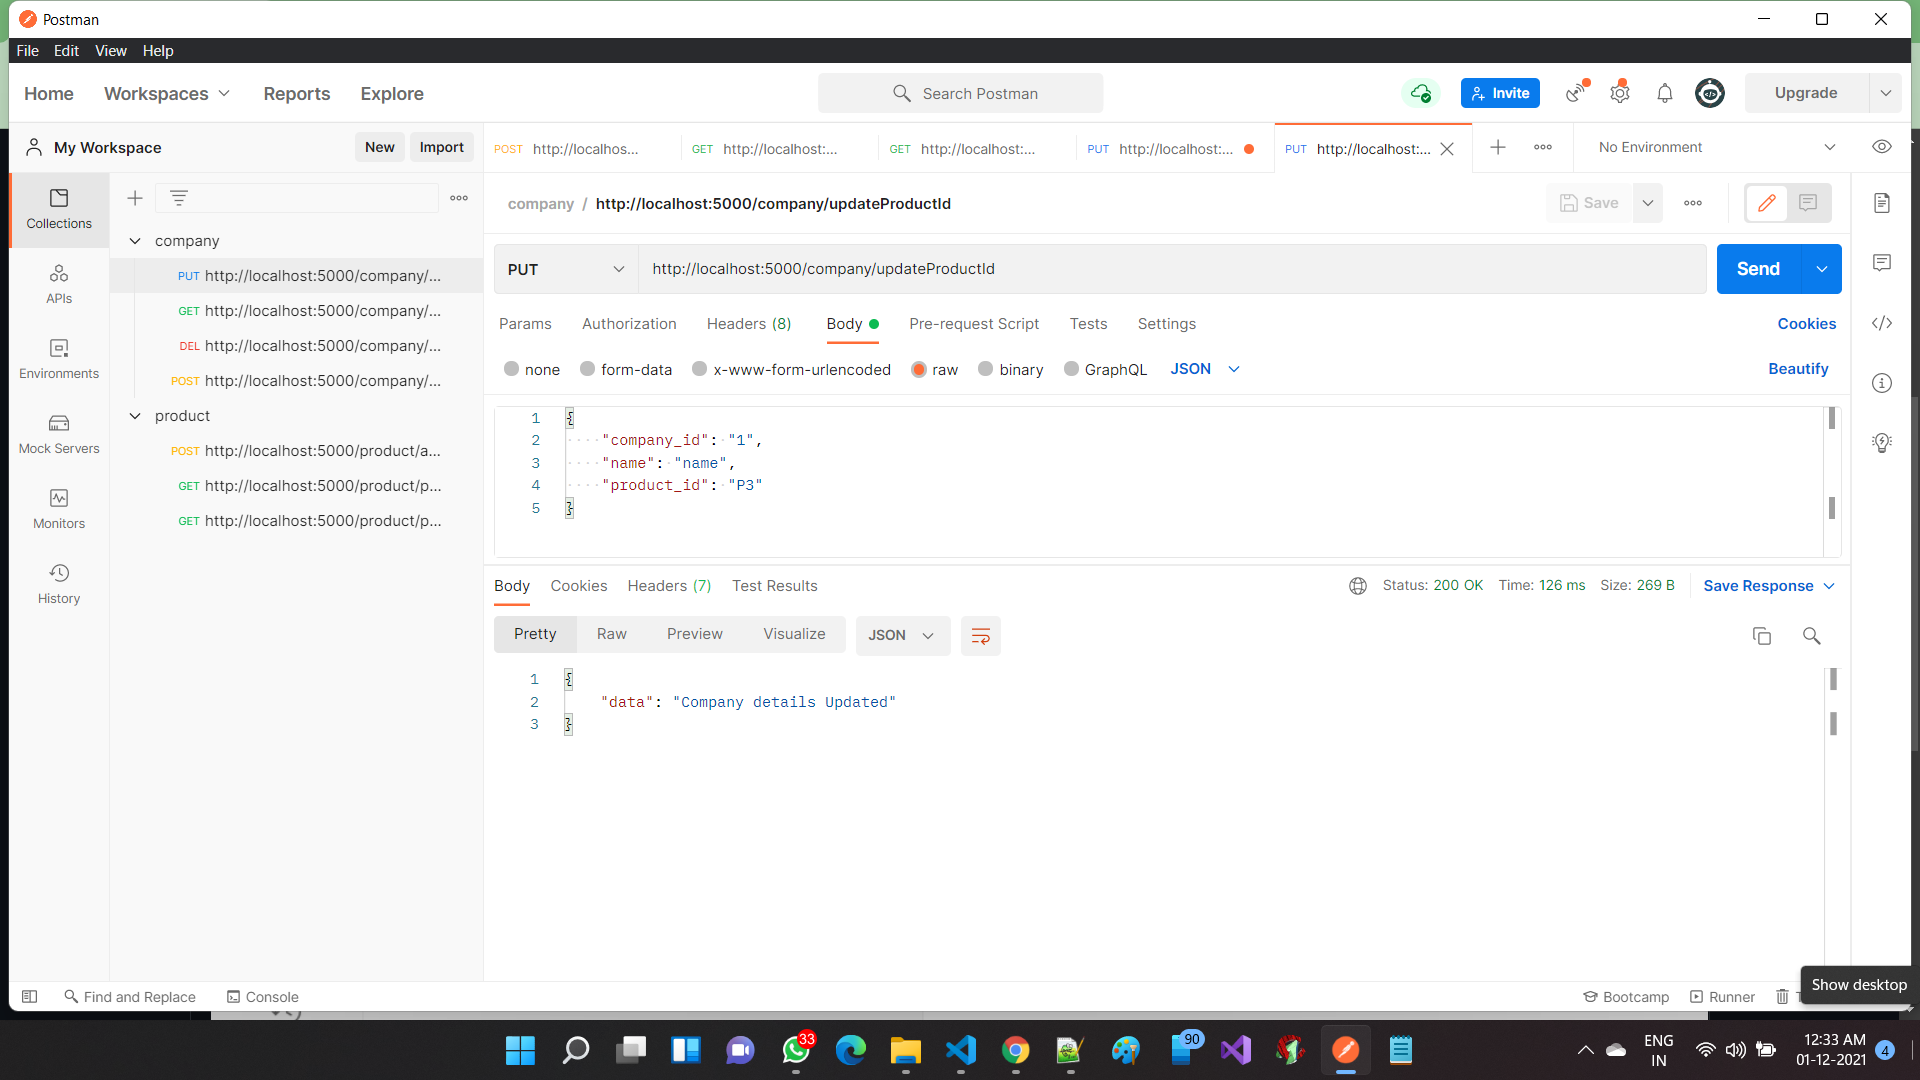 Postman
File Edit View Help
Home Workspaces Reports Explore Search Postman Invite Upgrade
My Workspace New Import
POST http://localhos... GET http://localhost:... GET http://localhost:... PUT http://localhost:... PUT http://localhost:... No Environment
company / http://localhost:5000/company/updateProductId Save
Collections
APIs
Environments
Mock Servers
Monitors
History
company
PUT http://localhost:5000/company/...
GET http://localhost:5000/company/...
DEL http://localhost:5000/company/...
POST http://localhost:5000/company/...
product
POST http://localhost:5000/product/a...
GET http://localhost:5000/product/p...
GET http://localhost:5000/product/p...
PUT http://localhost:5000/company/updateProductId Send
Params Authorization Headers (8) Body Pre-request Script Tests Settings Cookies
none form-data x-www-form-urlencoded raw binary GraphQL JSON Beautify
1 {
2 "company_id": "1",
3 "name": "name",
4 "product_id": "P3"
5 }
Body Cookies Headers (7) Test Results Status: 200 OK Time: 126 ms Size: 269 B Save Response
Pretty Raw Preview Visualize JSON
1 {
2 "data": "Company details Updated"
3 }
Find and Replace Console Bootcamp Runner
Show desktop
33 90
ENG
IN
12:33 AM
01-12-2021
4